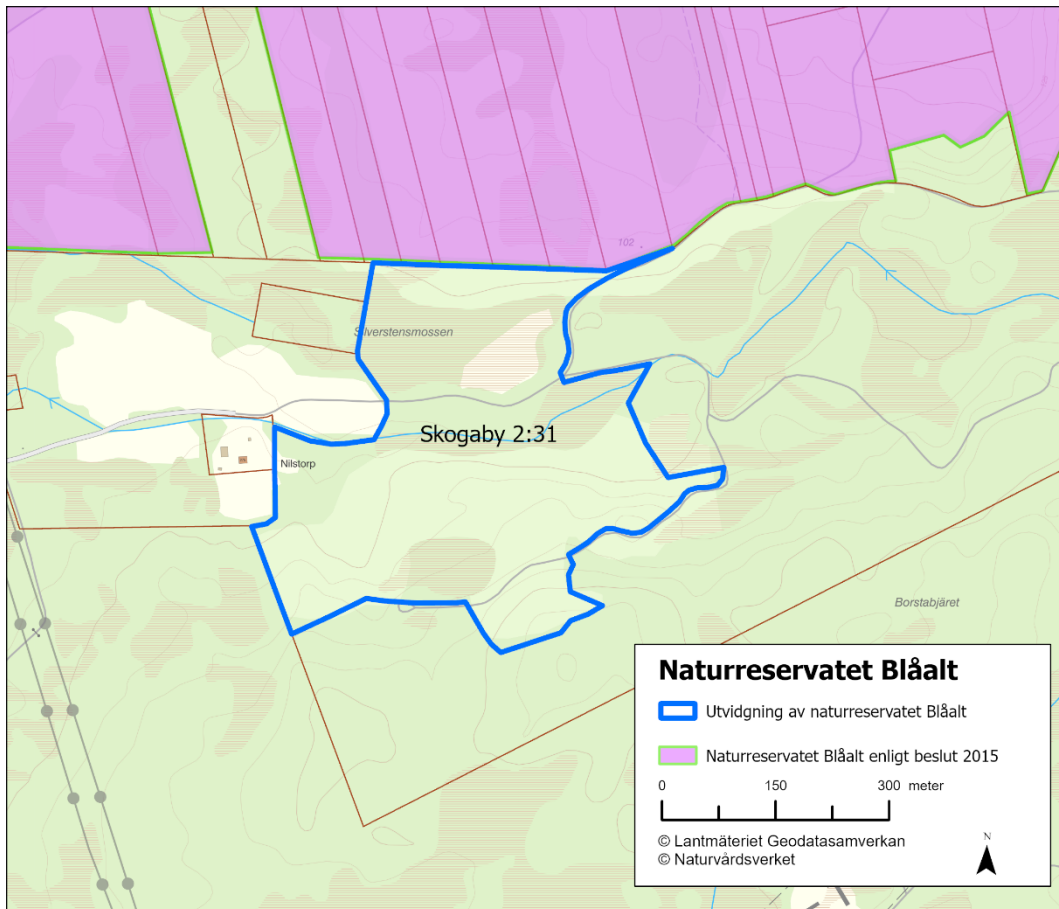 102
Silverstensmossen
Skogaby 2:31
Nilstorp
Borstabjäret
Naturreservatet Blåalt
Utvidgning av naturreservatet Blåalt
Naturreservatet Blåalt enligt beslut 2015
0 150 300 meter
© Lantmäteriet Geodatasamverkan
© Naturvårdsverket
N